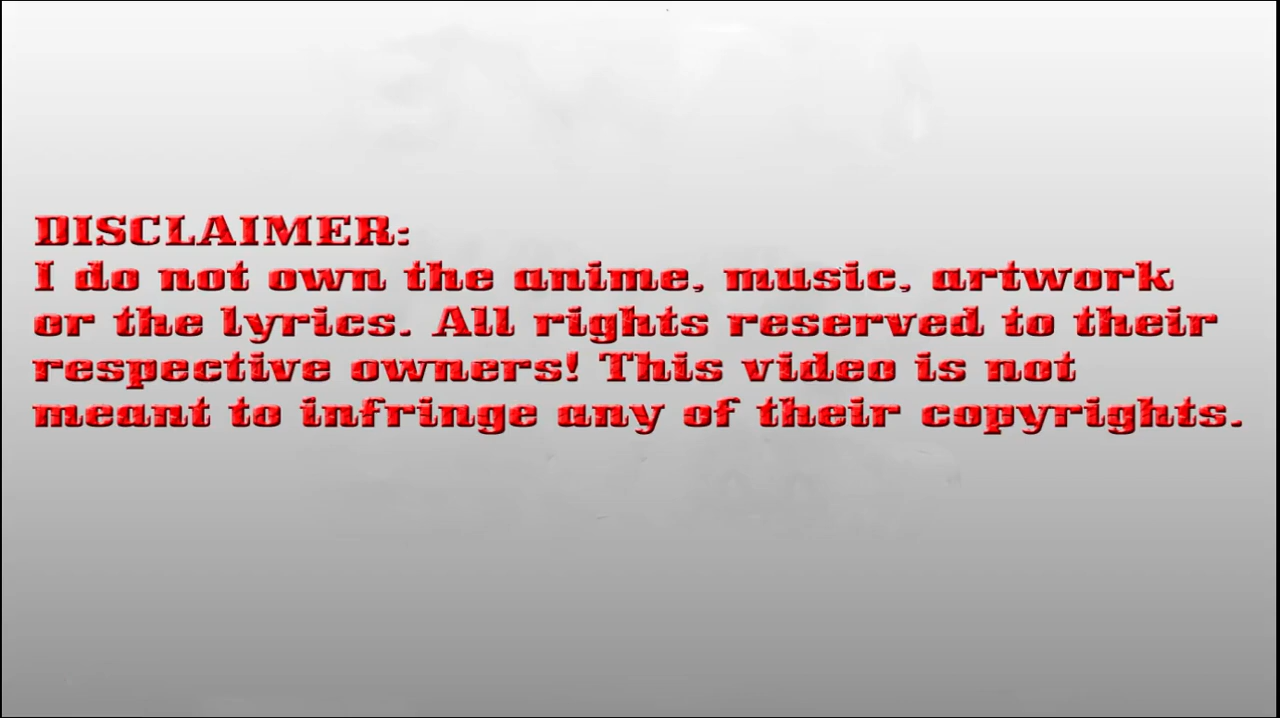 DISCLAIMER:
I do not own the anime, music, artwork
or the lyrics. All rights reserved to their
respective owners! This video is not
meant to infringe any of their copyrights.